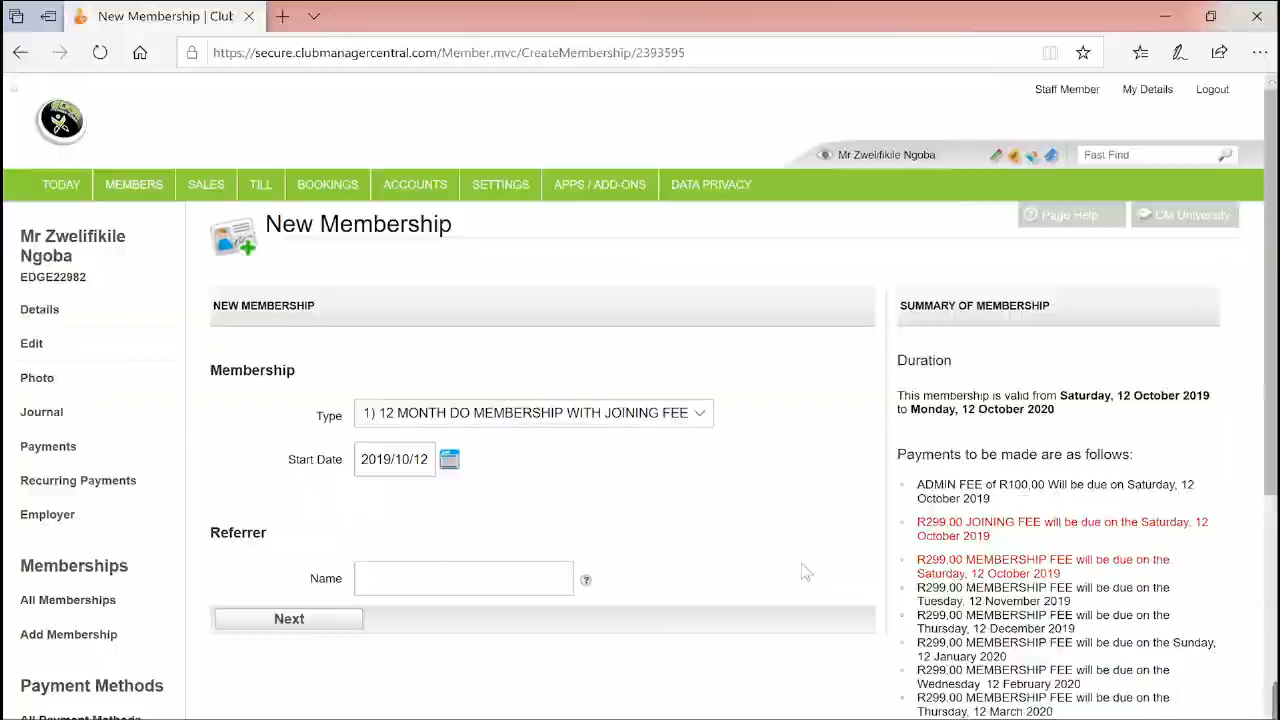 New Membership | Club
https://secure.clubmanagercentral.com/Member.mvc/CreateMembership/2393595
Staff Member
My Details
Logout
Mr Zwelifikile Ngoba
Fast Find
TODAY
MEMBERS
SALES
TILL
BOOKINGS
ACCOUNTS
SETTINGS
APPS / ADD-ONS
DATA PRIVACY
Mr Zwelifikile
Ngoba
EDGE22982
Details
Edit
Photo
Journal
Payments
Recurring Payments
Employer
Memberships
All Memberships
Add Membership
Payment Methods
All Payment Methods
New Membership
Page Help
CM University
NEW MEMBERSHIP
Membership
Type
1) 12 MONTH DO MEMBERSHIP WITH JOINING FEE
Start Date
2019/10/12
Referrer
Name
?
Next
SUMMARY OF MEMBERSHIP
Duration
This membership is valid from Saturday, 12 October 2019
to Monday, 12 October 2020
Payments to be made are as follows:
ADMIN FEE of R100,00 Will be due on Saturday, 12
October 2019
R299.00 JOINING FEE will be due on the Saturday, 12
October 2019
R299.00 MEMBERSHIP FEE will be due on the
Saturday, 12 October 2019
R299.00 MEMBERSHIP FEE will be due on the
Tuesday, 12 November 2019
R299.00 MEMBERSHIP FEE will be due on the
Thursday, 12 December 2019
R299.00 MEMBERSHIP FEE will be due on the Sunday,
12 January 2020
R299.00 MEMBERSHIP FEE will be due on the
Wednesday 12 February 2020
R299.00 MEMBERSHIP FEE will be due on the
Thursday, 12 March 2020